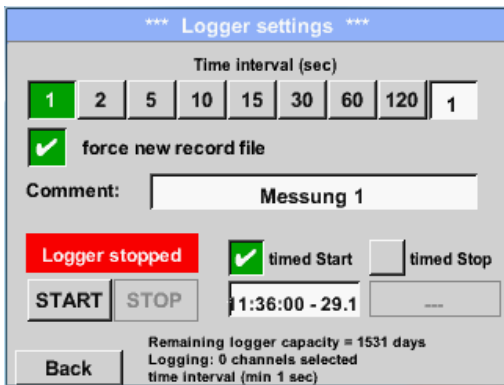 *** Logger settings ***
Time interval (sec)
1 2 5 10 15 30 60 120 1
force new record file
Comment: Messung 1
Logger stopped timed Start timed Stop
START STOP 11:36:00 - 29.1 ---
Remaining logger capacity = 1531 days
Logging: 0 channels selected
Back time interval (min 1 sec)